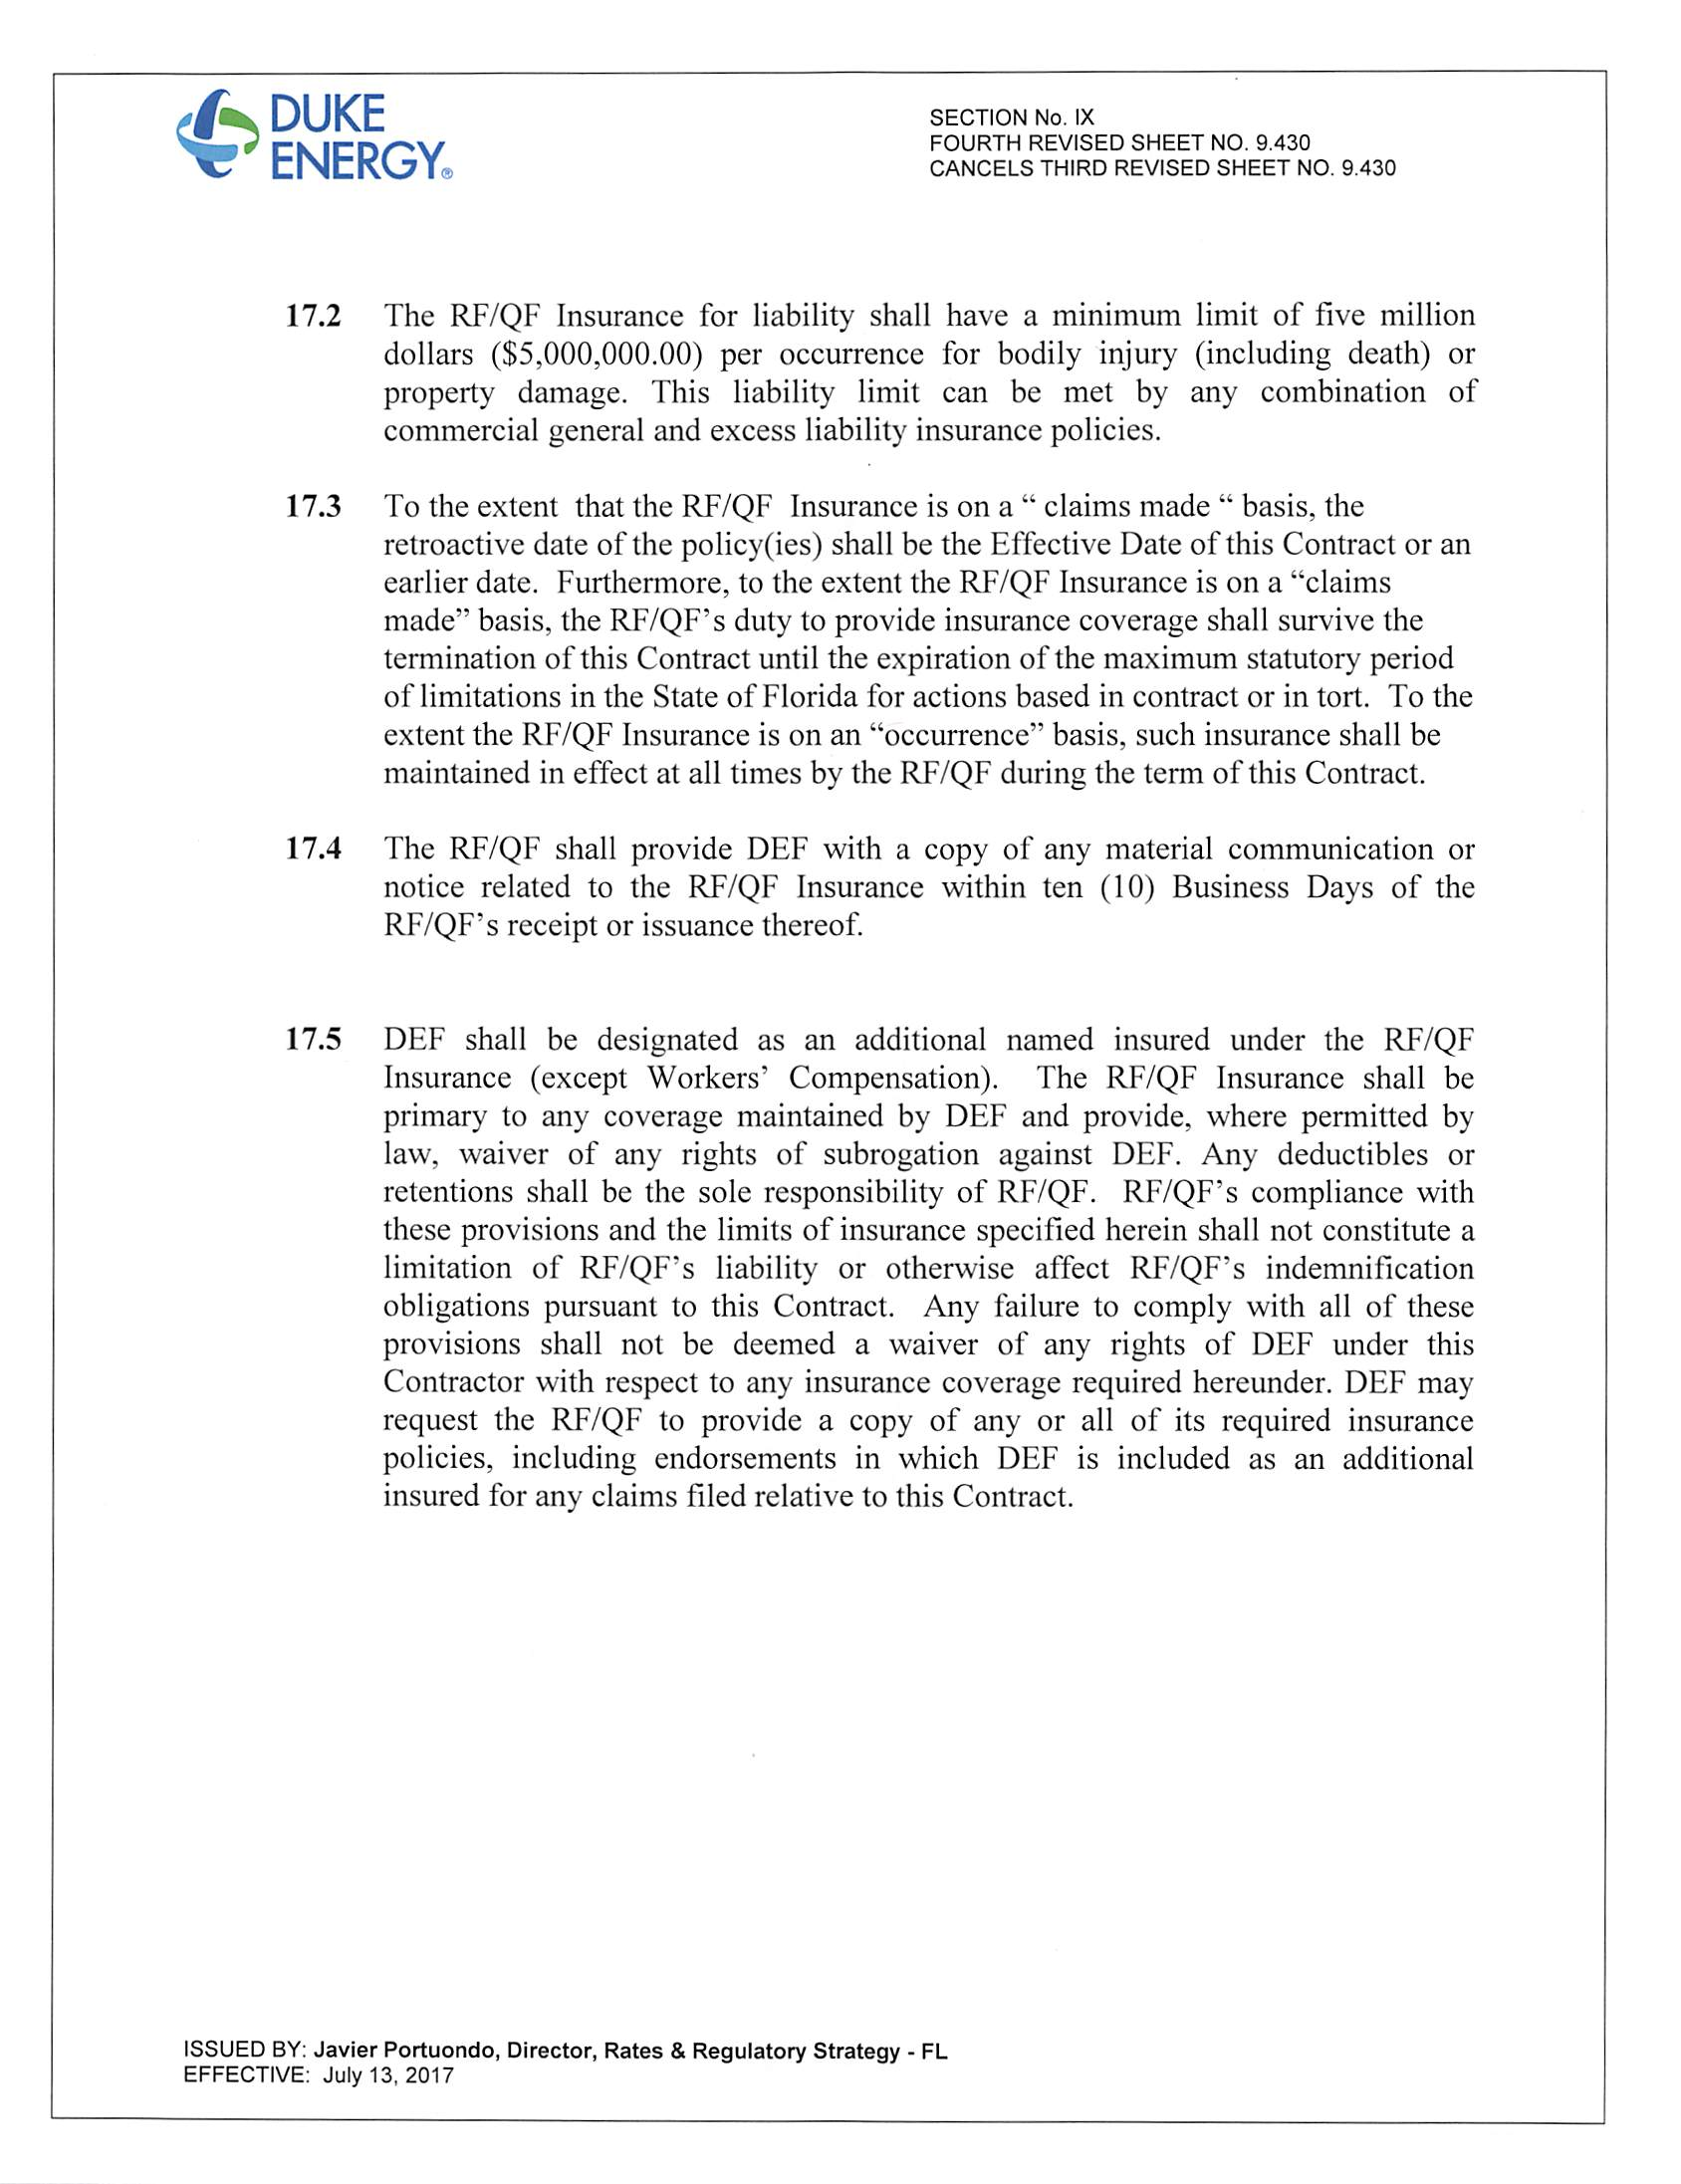 DUKE
ENERGY®
SECTION No. IX
FOURTH REVISED SHEET NO. 9.430
CANCELS THIRD REVISED SHEET NO. 9.430
17.2 The RF/QF Insurance for liability shall have a minimum limit of five million
dollars ($5,000,000.00) per occurrence for bodily injury (including death) or
property damage. This liability limit can be met by any combination of
commercial general and excess liability insurance policies.
17.3 To the extent that the RF/QF Insurance is on a “ claims made “ basis, the
retroactive date of the policy(ies) shall be the Effective Date of this Contract or an
earlier date. Furthermore, to the extent the RF/QF Insurance is on a “claims
made” basis, the RF/QF’s duty to provide insurance coverage shall survive the
termination of this Contract until the expiration of the maximum statutory period
of limitations in the State of Florida for actions based in contract or in tort. To the
extent the RF/QF Insurance is on an “occurrence” basis, such insurance shall be
maintained in effect at all times by the RF/QF during the term of this Contract.
17.4 The RF/QF shall provide DEF with a copy of any material communication or
notice related to the RF/QF Insurance within ten (10) Business Days of the
RF/QF’s receipt or issuance thereof.
17.5 DEF shall be designated as an additional named insured under the RF/QF
Insurance (except Workers’ Compensation). The RF/QF Insurance shall be
primary to any coverage maintained by DEF and provide, where permitted by
law, waiver of any rights of subrogation against DEF. Any deductibles or
retentions shall be the sole responsibility of RF/QF. RF/QF’s compliance with
these provisions and the limits of insurance specified herein shall not constitute a
limitation of RF/QF’s liability or otherwise affect RF/QF’s indemnification
obligations pursuant to this Contract. Any failure to comply with all of these
provisions shall not be deemed a waiver of any rights of DEF under this
Contractor with respect to any insurance coverage required hereunder. DEF may
request the RF/QF to provide a copy of any or all of its required insurance
policies, including endorsements in which DEF is included as an additional
insured for any claims filed relative to this Contract.
ISSUED BY: Javier Portuondo, Director, Rates & Regulatory Strategy - FL
EFFECTIVE: July 13, 2017